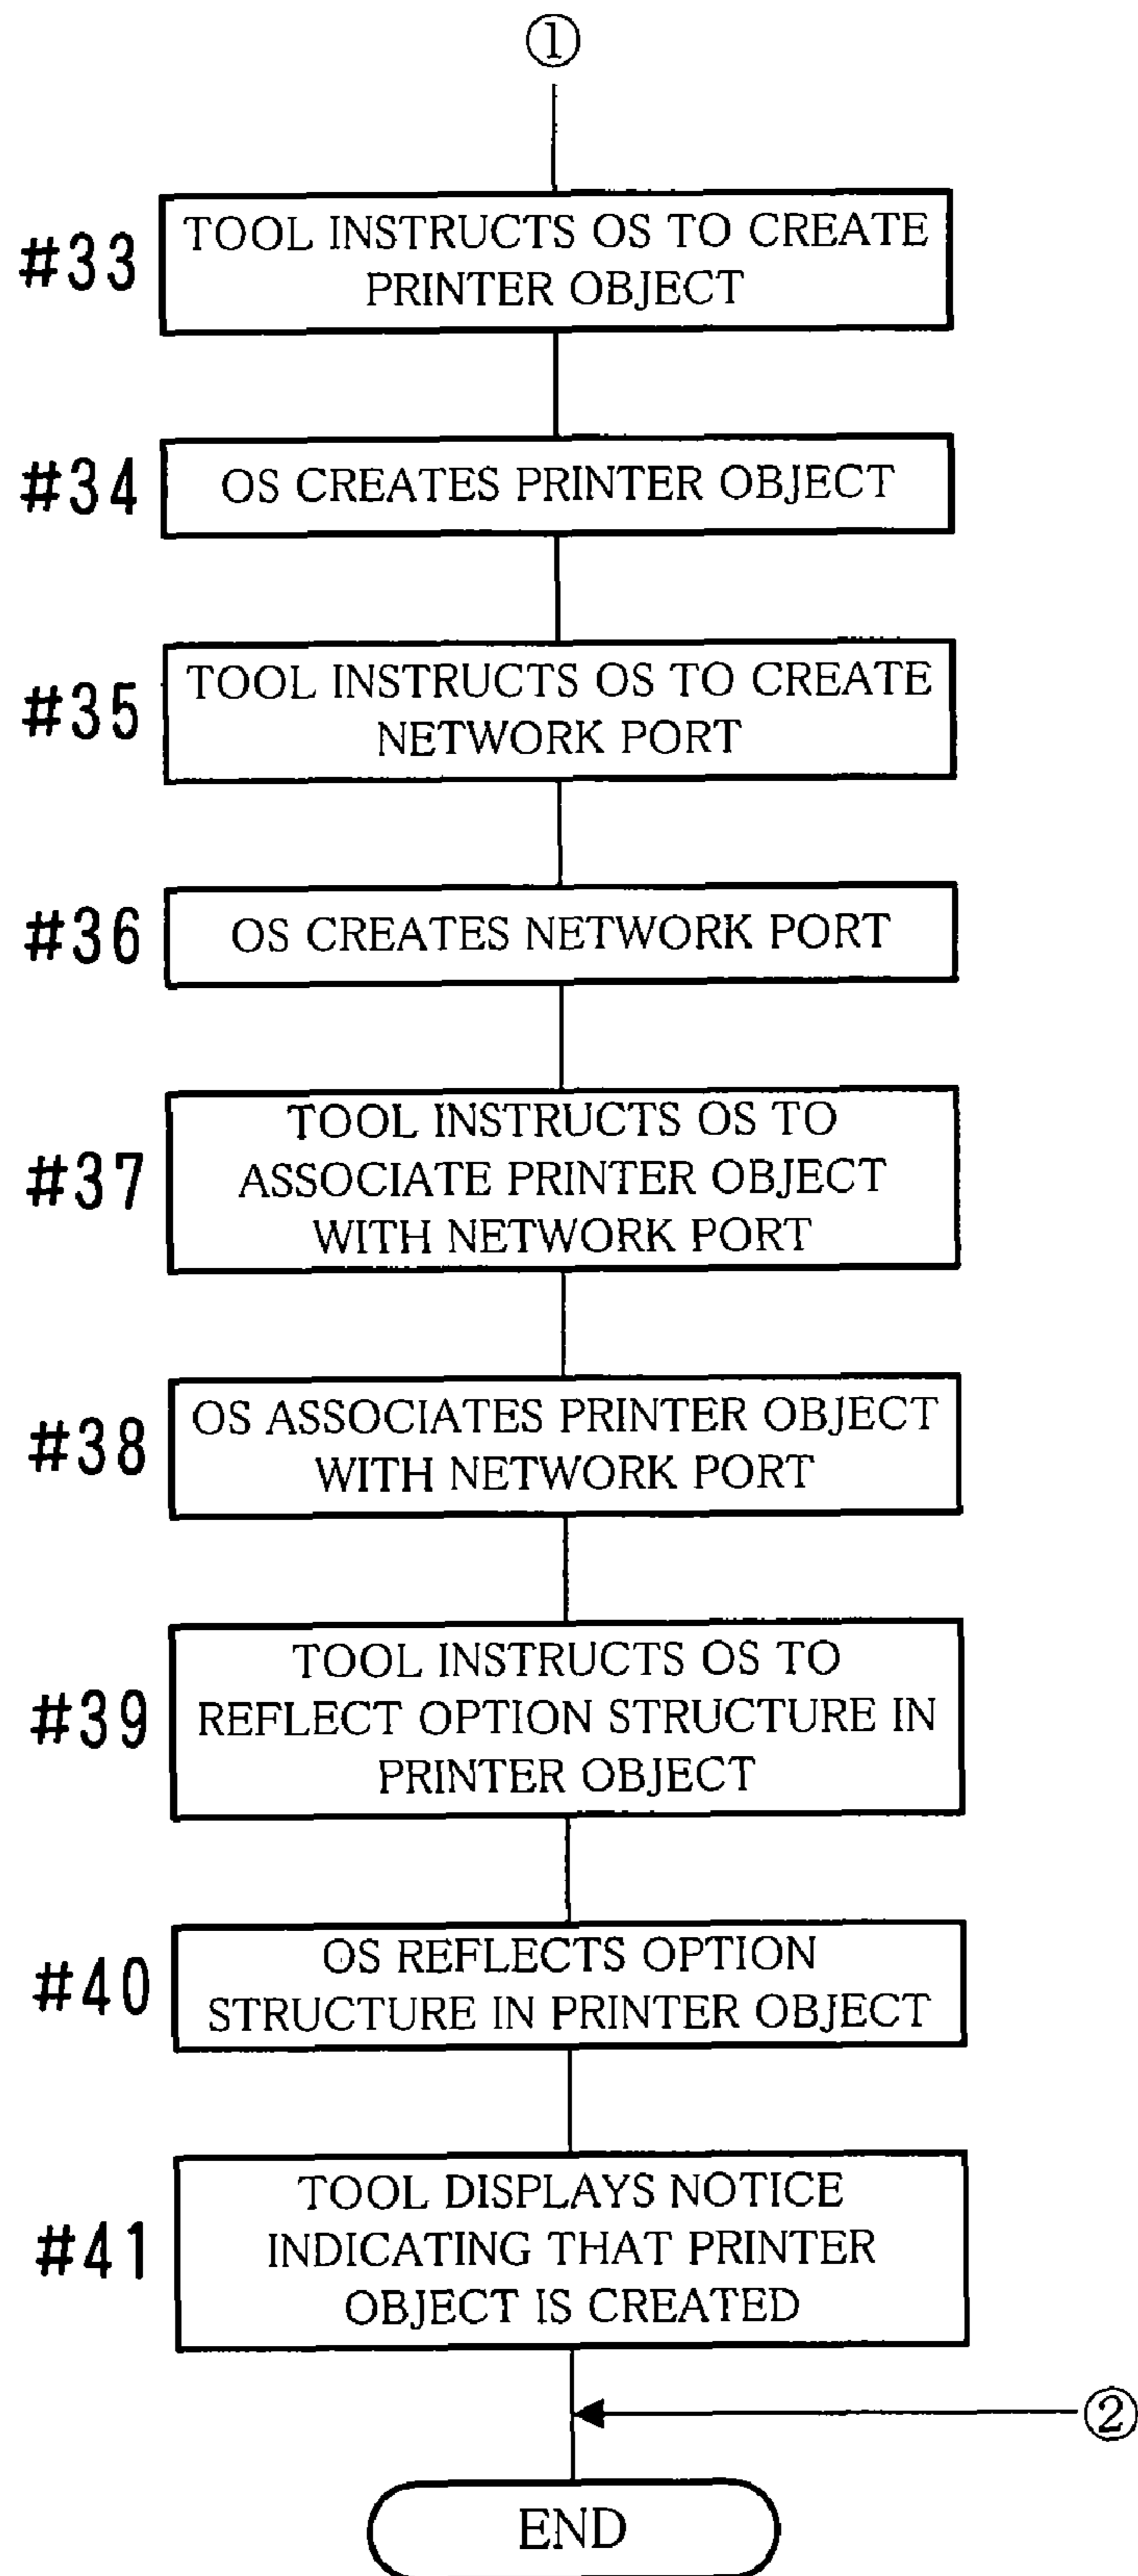 ①
#33
TOOL INSTRUCTS OS TO CREATE
PRINTER OBJECT
#34
OS CREATES PRINTER OBJECT
#35
TOOL INSTRUCTS OS TO CREATE
NETWORK PORT
#36
OS CREATES NETWORK PORT
#37
TOOL INSTRUCTS OS TO
ASSOCIATE PRINTER OBJECT
WITH NETWORK PORT
#38
OS ASSOCIATES PRINTER OBJECT
WITH NETWORK PORT
#39
TOOL INSTRUCTS OS TO
REFLECT OPTION STRUCTURE IN
PRINTER OBJECT
#40
OS REFLECTS OPTION
STRUCTURE IN PRINTER OBJECT
#41
TOOL DISPLAYS NOTICE
INDICATING THAT PRINTER
OBJECT IS CREATED
②
END